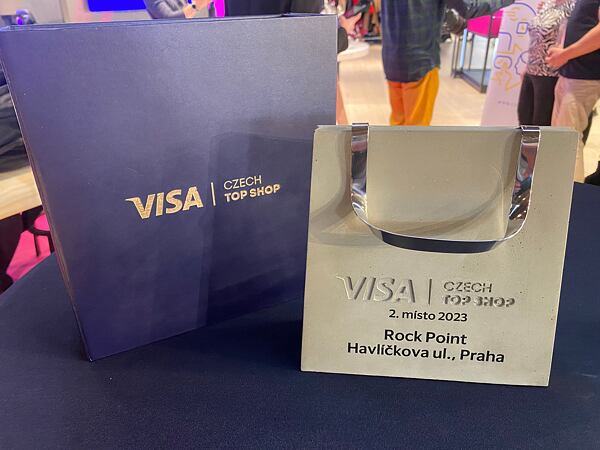 VISA | CZECH
TOP SHOP
VISA | CZECH
TOP SHOP
2. místo 2023
Rock Point
Havlíčkova ul., Praha